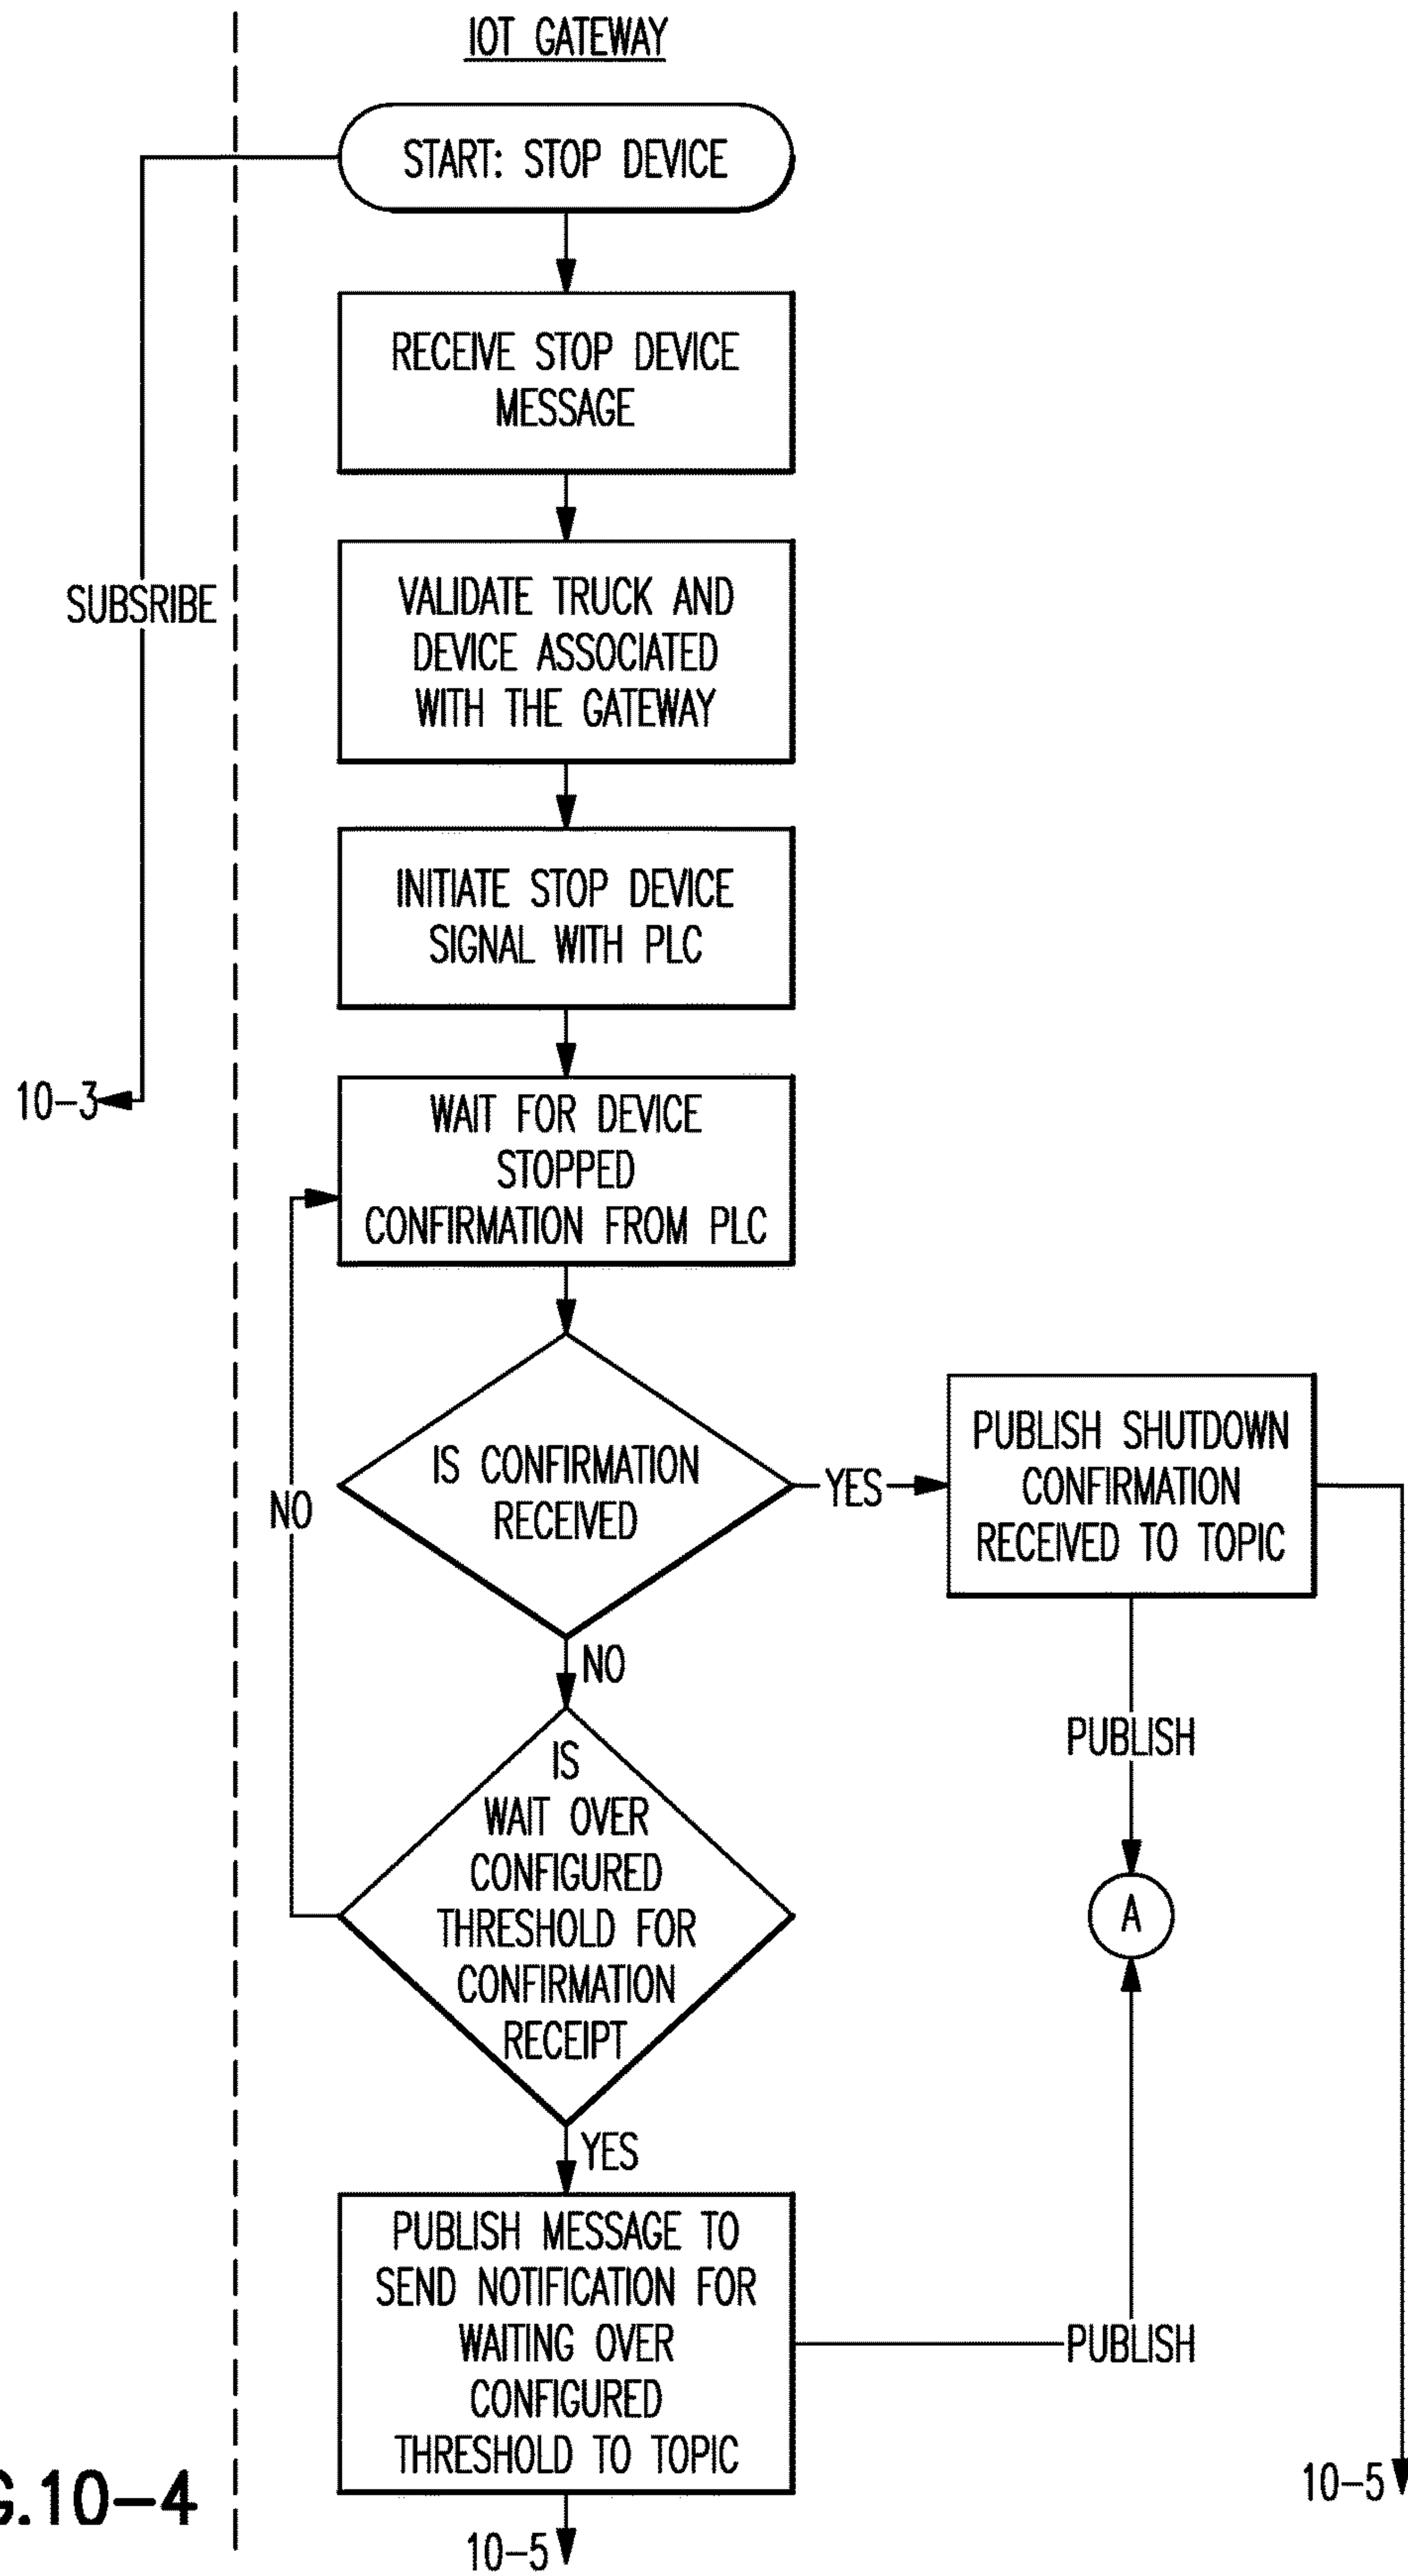 IOT GATEWAY
START: STOP DEVICE
RECEIVE STOP DEVICE
MESSAGE
VALIDATE TRUCK AND
DEVICE ASSOCIATED
WITH THE GATEWAY
SUBSRIBE
INITIATE STOP DEVICE
SIGNAL WITH PLC
10-3
WAIT FOR DEVICE
STOPPED
CONFIRMATION FROM PLC
IS CONFIRMATION
RECEIVED
YES
PUBLISH SHUTDOWN
CONFIRMATION
RECEIVED TO TOPIC
NO
NO
PUBLISH
IS
WAIT OVER
CONFIGURED
THRESHOLD FOR
CONFIRMATION
RECEIPT
A
YES
PUBLISH MESSAGE TO
SEND NOTIFICATION FOR
WAITING OVER
CONFIGURED
THRESHOLD TO TOPIC
PUBLISH
10-5
G.10-4
10-5